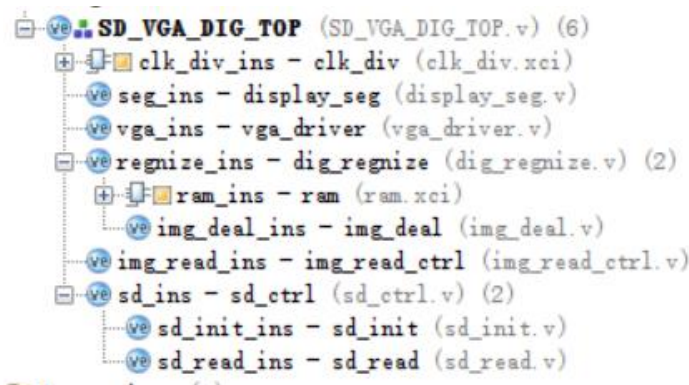 SD_VGA_DIG_TOP (SD_VGA_DIG_TOP.v) (6)
clk_div_ins - clk_div (clk_div.xci)
seg_ins - display_seg (display_seg.v)
vga_ins - vga_driver (vga_driver.v)
regnize_ins - dig_regnize (dig_regnize.v) (2)
ram_ins - ram (ram.xci)
img_deal_ins - img_deal (img_deal.v)
img_read_ins - img_read_ctrl (img_read_ctrl.v)
sd_ins - sd_ctrl (sd_ctrl.v) (2)
sd_init_ins - sd_init (sd_init.v)
sd_read_ins - sd_read (sd_read.v)